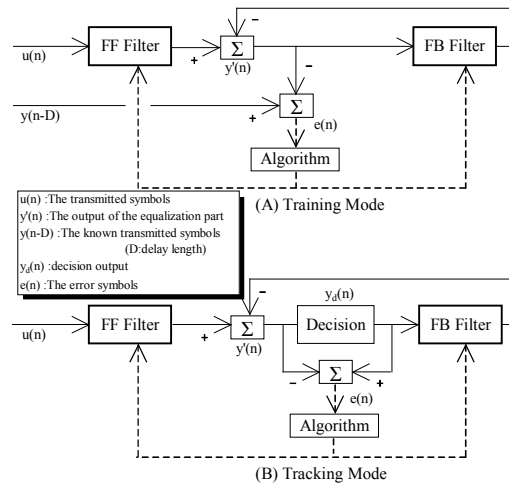 FF Filter
Σ
FB Filter
−
+
u(n)
y'(n)
−
y(n-D)
+
Σ
e(n)
Algorithm
(A) Training Mode
u(n) :The transmitted symbols
y'(n) :The output of the equalization part
y(n-D) :The known transmitted symbols
(D:delay length)
yd(n) :decision output
e(n) :The error symbols
−
yd(n)
FF Filter
Σ
Decision
FB Filter
u(n)
+
y'(n)
−
Σ
+
e(n)
Algorithm
(B) Tracking Mode